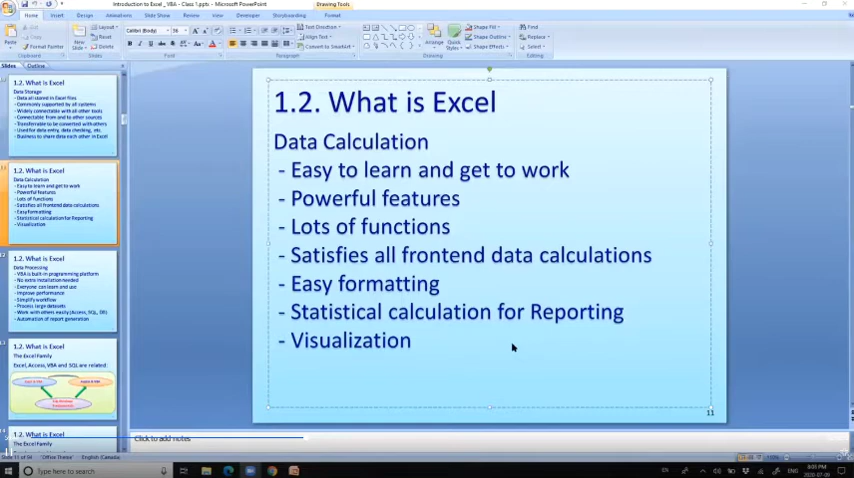 Introduction to Excel _ VBA - Class 1.pptx - Microsoft PowerPoint
Drawing Tools
Home Insert Design Animations Slide Show Review View Developer Storyboarding Format
Paste
Cut
Copy
Format Painter
Clipboard
New Slide
Layout
Reset
Delete
Slides
Calibri (Body) 36
Font
Paragraph
Text Direction
Align Text
Convert to SmartArt
Arrange
Quick Styles
Shape Fill
Shape Outline
Shape Effects
Drawing
Find
Replace
Select
Editing
Slides Outline
1.2. What is Excel
Data Storage
- Data all stored in Excel files
- Commonly supported by all systems
- Widely connectable with all other tools
- Connectable from and to other sources
- Transferrable to be converted with others
- Used for data entry, data checking, etc.
- Business to share data each other in Excel
11
1.2. What is Excel
Data Calculation
- Easy to learn and get to work
- Powerful features
- Lots of functions
- Satisfies all frontend data calculations
- Easy formatting
- Statistical calculation for Reporting
- Visualization
12
1.2. What is Excel
Data Processing
- VBA is built-in programming platform
- No extra installation needed
- Everyone can learn and use
- Improve performance
- Simplify workflow
- Process large datasets
- Work with others easily (Access, SQL, DB)
- Automation of report generation
13
1.2. What is Excel
The Excel Family
Excel, Access, VBA and SQL are related:
1.2. What is Excel
The Excel Family
1.2. What is Excel
Data Calculation
- Easy to learn and get to work
- Powerful features
- Lots of functions
- Satisfies all frontend data calculations
- Easy formatting
- Statistical calculation for Reporting
- Visualization
11
Click to add notes
Slide 11 of 54 "Office Theme" English (Canada)
Type here to search
EN
ENG
8:05 PM
2020-07-09